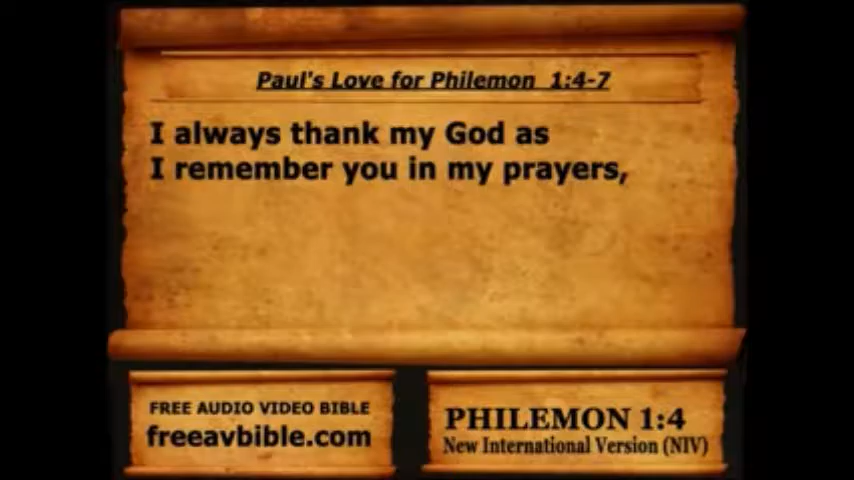 Paul's Love for Philemon 1:4-7
I always thank my God as
I remember you in my prayers,
FREE AUDIO VIDEO BIBLE
freeavbible.com
PHILEMON 1:4
New International Version (NIV)